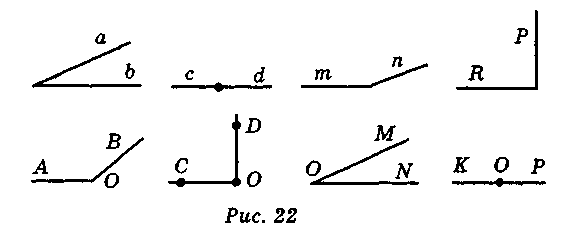 a b c d m n R P
A B O C D O O M N K O P
Рис. 22